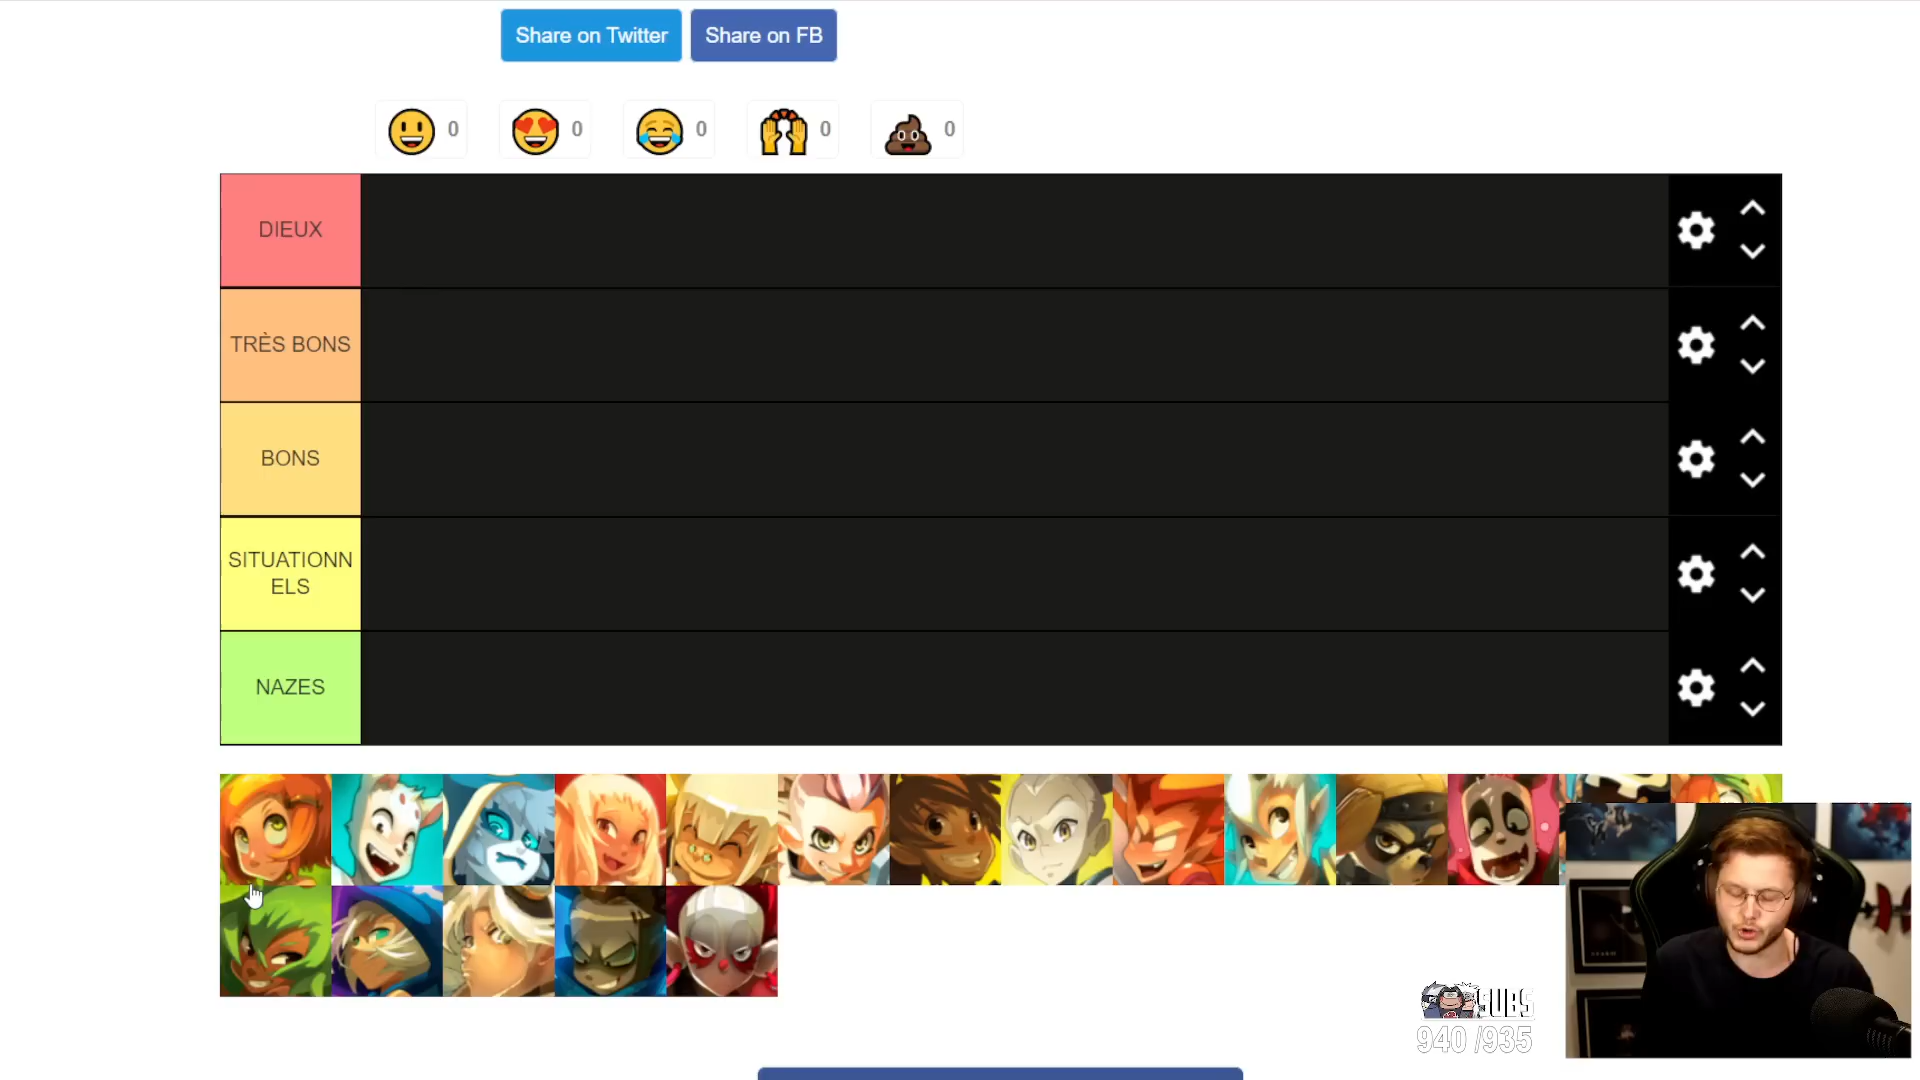 Share on Twitter
Share on FB
0
0
0
0
0
DIEUX
TRÈS BONS
BONS
SITUATIONN
ELS
NAZES
SUBS
940 /935